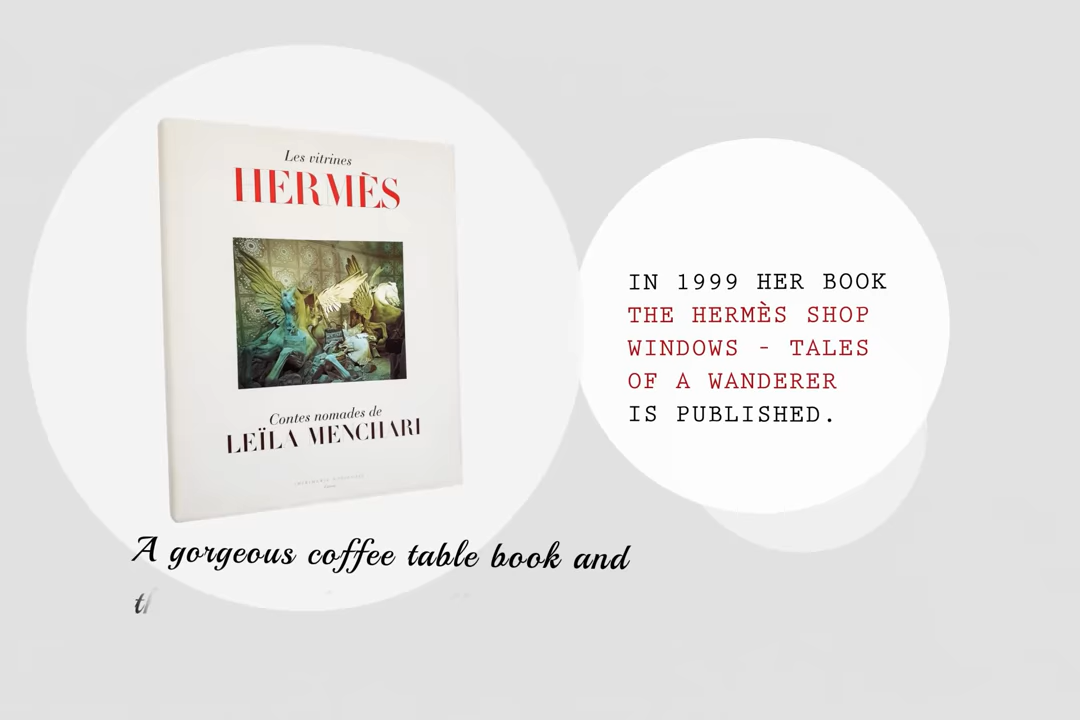 Les vitrines
HERMÈS
Contes nomades de
LEÏLA MENCHARI
IN 1999 HER BOOK
THE HERMÈS SHOP
WINDOWS - TALES
OF A WANDERER
IS PUBLISHED.
A gorgeous coffee table book and